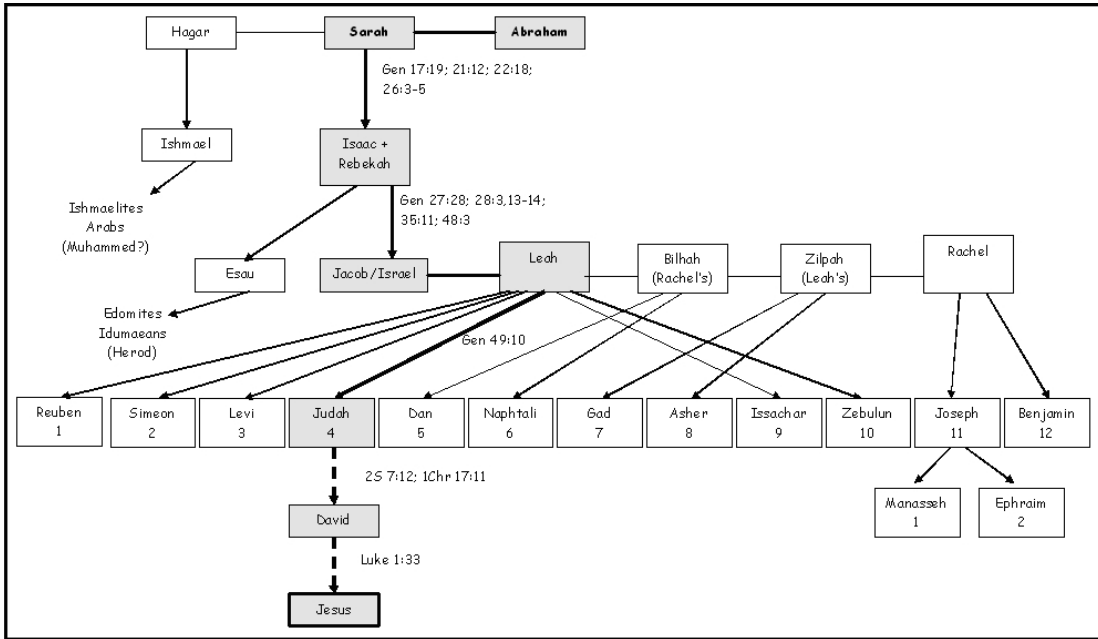 Hagar
Sarah
Abraham
Gen 17:19; 21:12; 22:18;
26:3-5
Ishmael
Isaac +
Rebekah
Ishmaelites
Arabs
(Muhammed?)
Gen 27:28; 28:3,13-14;
35:11; 48:3
Esau
Jacob/Israel
Leah
Bilhah
(Rachel's)
Zilpah
(Leah's)
Rachel
Edomites
Idumaeans
(Herod)
Gen 49:10
Reuben
1
Simeon
2
Levi
3
Judah
4
Dan
5
Naphtali
6
Gad
7
Asher
8
Issachar
9
Zebulun
10
Joseph
11
Benjamin
12
2S 7:12; 1Chr 17:11
Manasseh
1
Ephraim
2
David
Luke 1:33
Jesus